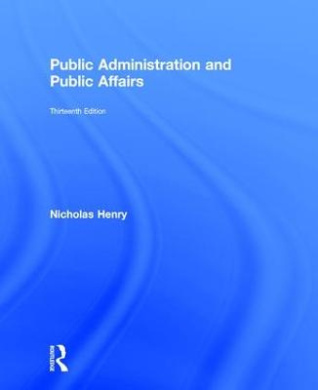 Public Administration and
Public Affairs
Thirteenth Edition
Nicholas Henry
ROUTLEDGE